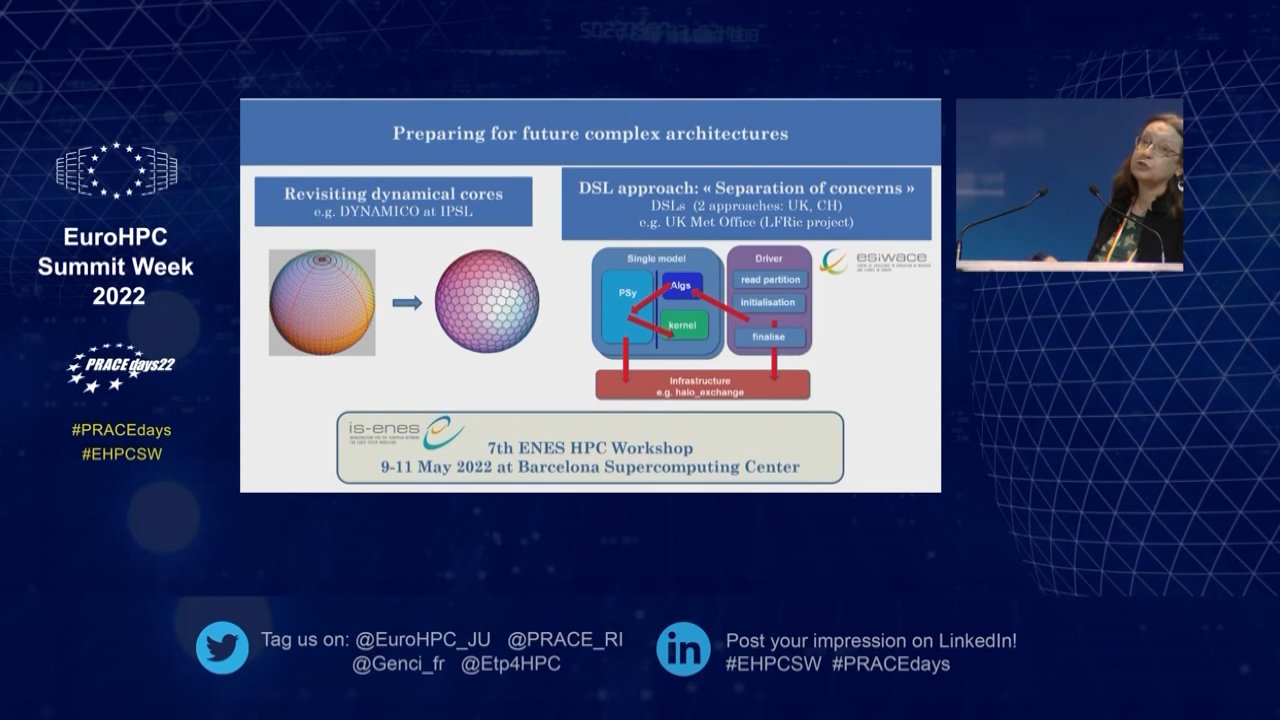 EuroHPC
Summit Week
2022
PRACEdays22
#PRACEdays
#EHPCSW
Preparing for future complex architectures
Revisiting dynamical cores
e.g. DYNAMICO at IPSL
DSL approach: « Separation of concerns »
DSLs (2 approaches: UK, CH)
e.g. UK Met Office (LFRic project)
Single model
PSy
Algs
kernel
Driver
read partition
initialisation
finalise
Infrastructure
e.g. halo_exchange
esiwace
is-enes
7th ENES HPC Workshop
9-11 May 2022 at Barcelona Supercomputing Center
Tag us on: @EuroHPC_JU @PRACE_RI
@Genci_fr @Etp4HPC
in
Post your impression on LinkedIn!
#EHPCSW #PRACEdays